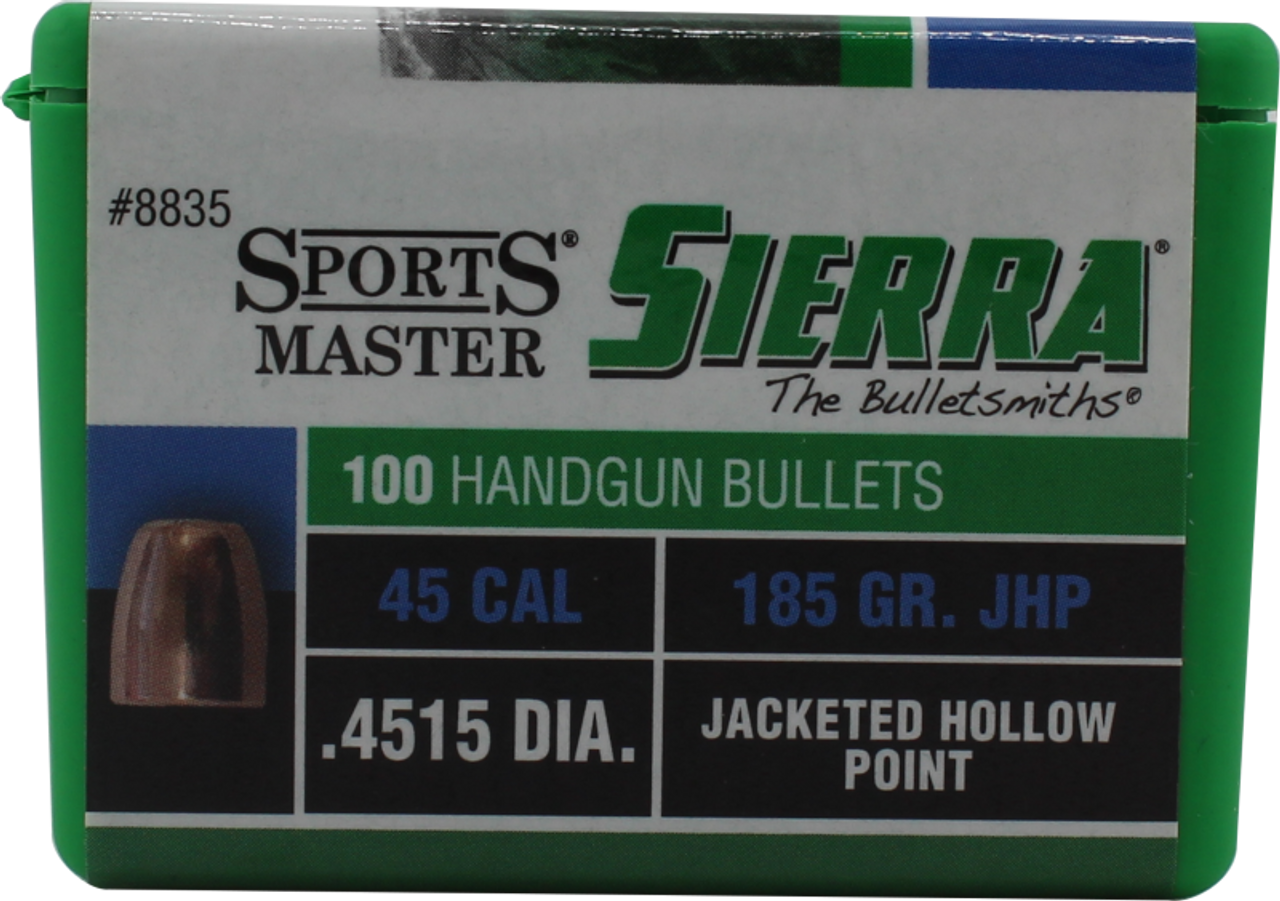 #8835
SPORTS®
MASTER
SIERRA®
The Bulletsmiths®
100 HANDGUN BULLETS
45 CAL
185 GR. JHP
.4515 DIA.
JACKETED HOLLOW
POINT